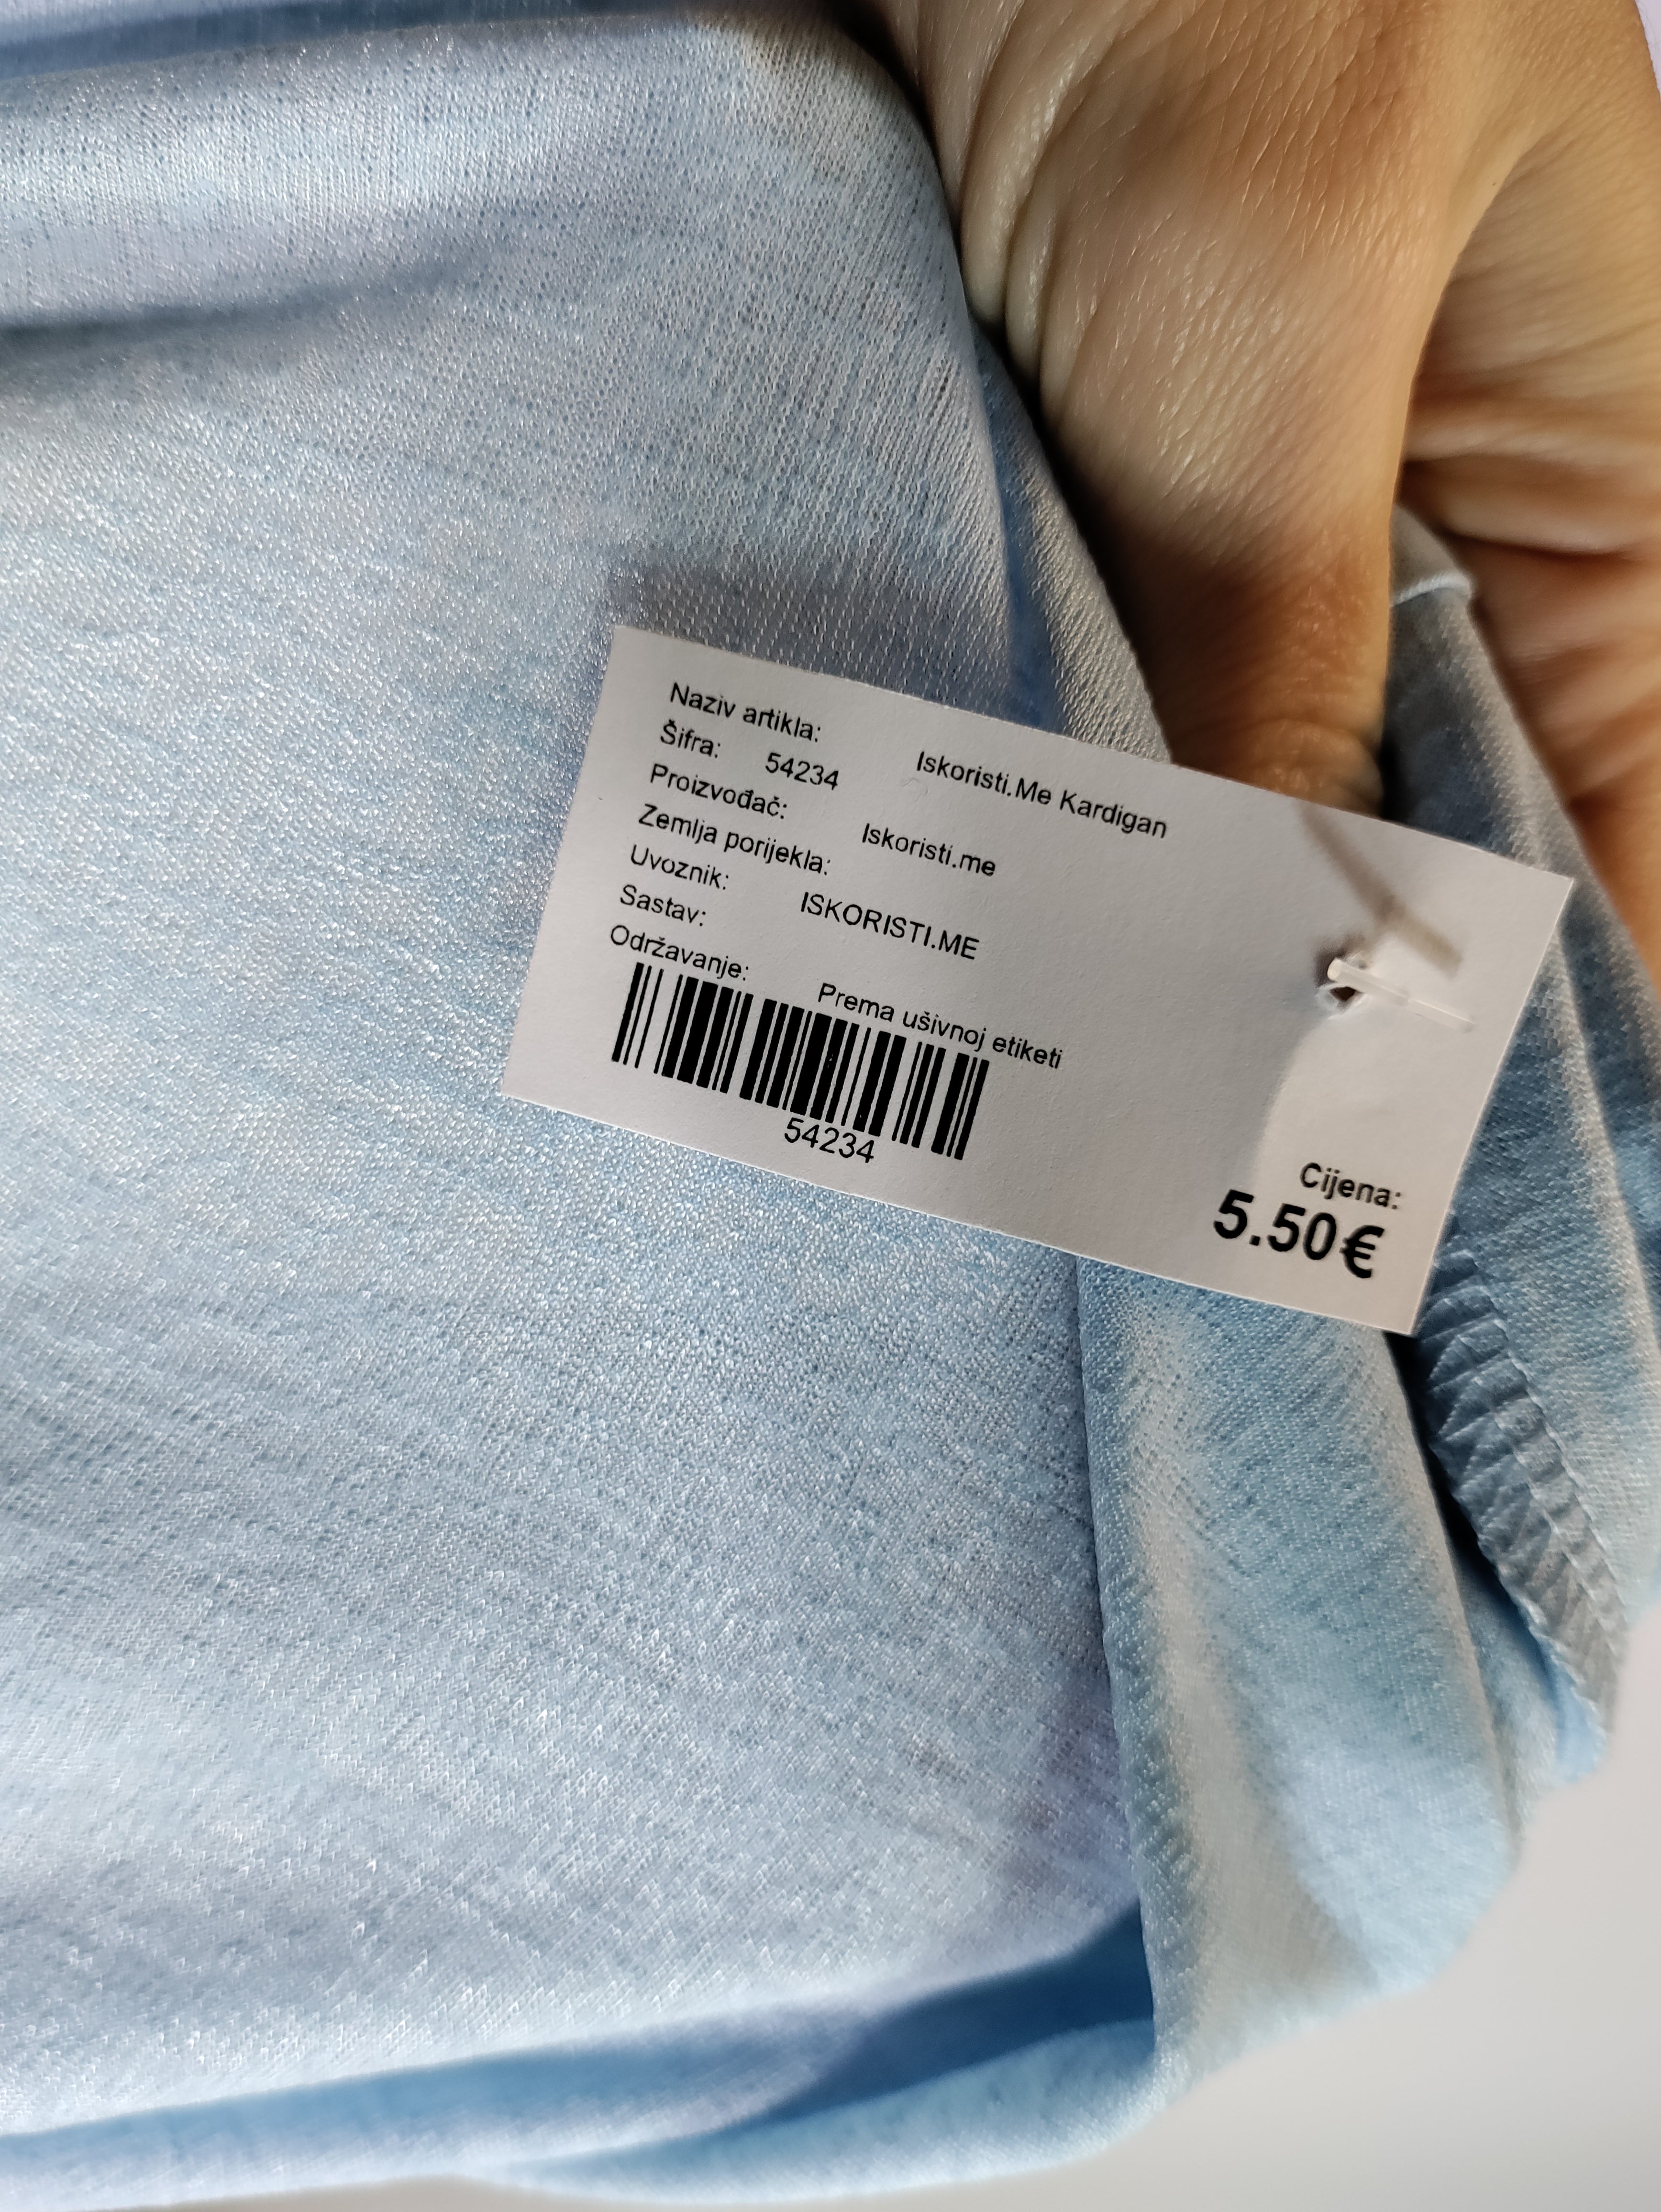 Naziv artikla: Iskoristi.Me Kardigan
Šifra: 54234
Proizvođač: Iskoristi.me
Zemlja porijekla:
Uvoznik: ISKORISTI.ME
Sastav:
Održavanje: Prema ušivnoj etiketi
54234
Cijena:
5.50€